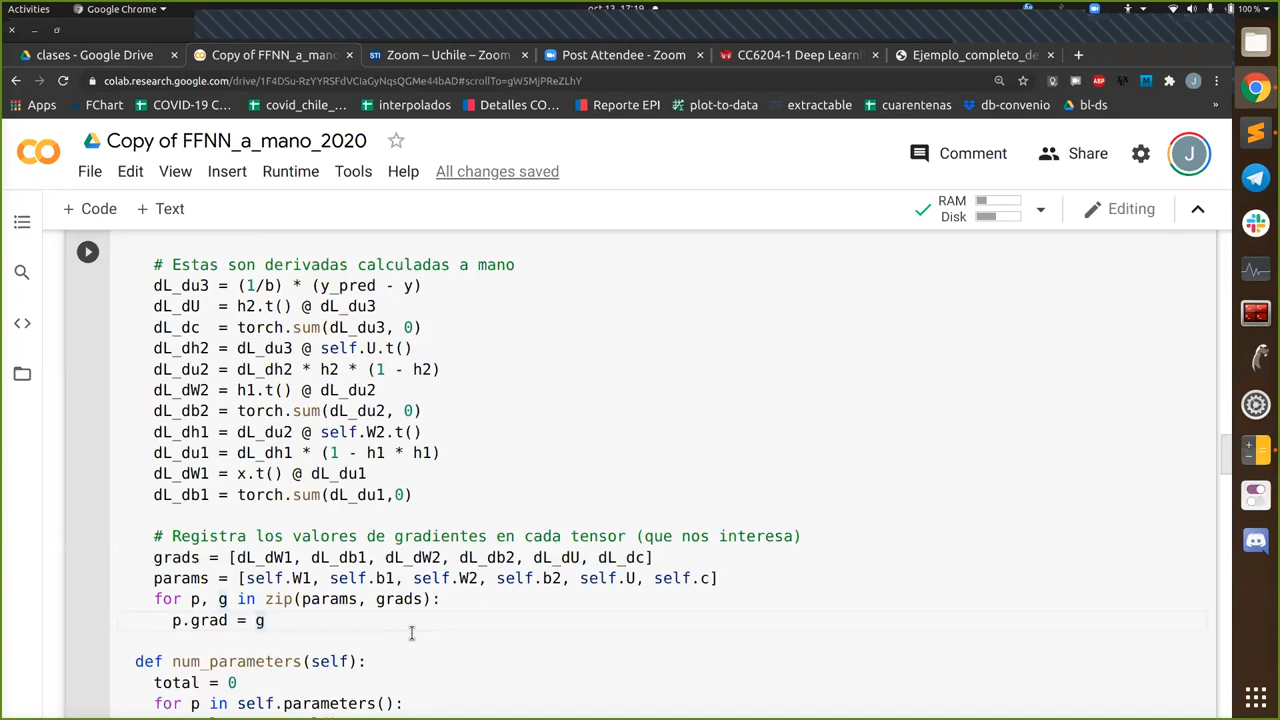 Activities
Google Chrome
oct 13, 17:19
100 %
clases - Google Drive
Copy of FFNN_a_mano_
Zoom – Uchile – Zoom
Post Attendee - Zoom
CC6204-1 Deep Learni
Ejemplo_completo_de
colab.research.google.com/drive/1F4DSu-RzYYRSFdVCIaGyNqsQGMe44bAD#scrollTo=gW5MjPReZLhY
Apps
FChart
COVID-19 C...
covid_chile_...
interpolados
Detalles CO...
Reporte EPI
plot-to-data
extractable
cuarentenas
db-convenio
bl-ds
»
CO
Copy of FFNN_a_mano_2020
File Edit View Insert Runtime Tools Help All changes saved
Comment
Share
J
+ Code + Text
RAM
Disk
Editing
# Estas son derivadas calculadas a mano
dL_du3 = (1/b) * (y_pred - y)
dL_dU = h2.t() @ dL_du3
dL_dc = torch.sum(dL_du3, 0)
dL_dh2 = dL_du3 @ self.U.t()
dL_du2 = dL_dh2 * h2 * (1 - h2)
dL_dW2 = h1.t() @ dL_du2
dL_db2 = torch.sum(dL_du2, 0)
dL_dh1 = dL_du2 @ self.W2.t()
dL_du1 = dL_dh1 * (1 - h1 * h1)
dL_dW1 = x.t() @ dL_du1
dL_db1 = torch.sum(dL_du1,0)
# Registra los valores de gradientes en cada tensor (que nos interesa)
grads = [dL_dW1, dL_db1, dL_dW2, dL_db2, dL_dU, dL_dc]
params = [self.W1, self.b1, self.W2, self.b2, self.U, self.c]
for p, g in zip(params, grads):
p.grad = g
def num_parameters(self):
total = 0
for p in self.parameters():